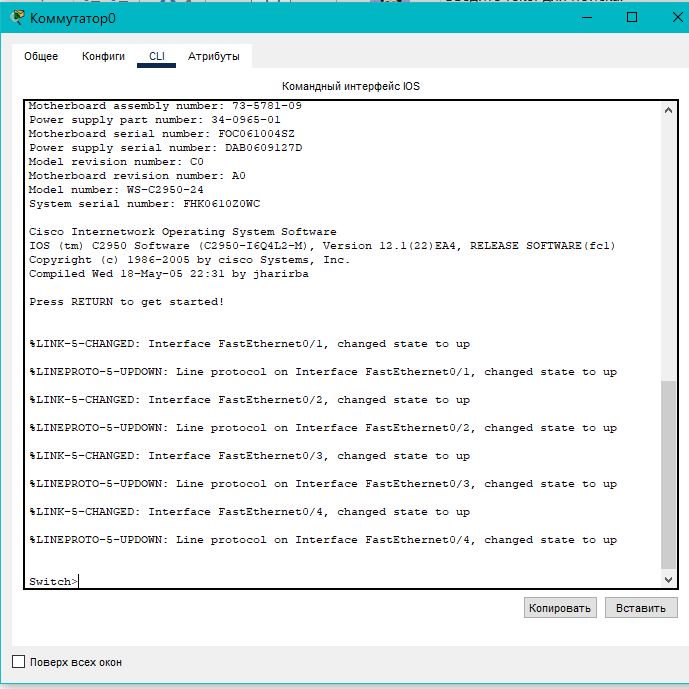 Коммутатор0
Общее Конфиги CLI Атрибуты
Командный интерфейс IOS
Motherboard assembly number: 73-5781-09
Power supply part number: 34-0965-01
Motherboard serial number: FOC061004SZ
Power supply serial number: DAB0609127D
Model revision number: C0
Motherboard revision number: A0
Model number: WS-C2950-24
System serial number: FHK0610Z0WC
Cisco Internetwork Operating System Software
IOS (tm) C2950 Software (C2950-I6Q4L2-M), Version 12.1(22)EA4, RELEASE SOFTWARE(fc1)
Copyright (c) 1986-2005 by cisco Systems, Inc.
Compiled Wed 18-May-05 22:31 by jharirba
Press RETURN to get started!
%LINK-5-CHANGED: Interface FastEthernet0/1, changed state to up
%LINEPROTO-5-UPDOWN: Line protocol on Interface FastEthernet0/1, changed state to up
%LINK-5-CHANGED: Interface FastEthernet0/2, changed state to up
%LINEPROTO-5-UPDOWN: Line protocol on Interface FastEthernet0/2, changed state to up
%LINK-5-CHANGED: Interface FastEthernet0/3, changed state to up
%LINEPROTO-5-UPDOWN: Line protocol on Interface FastEthernet0/3, changed state to up
%LINK-5-CHANGED: Interface FastEthernet0/4, changed state to up
%LINEPROTO-5-UPDOWN: Line protocol on Interface FastEthernet0/4, changed state to up
Switch>
Копировать Вставить
Поверх всех окон